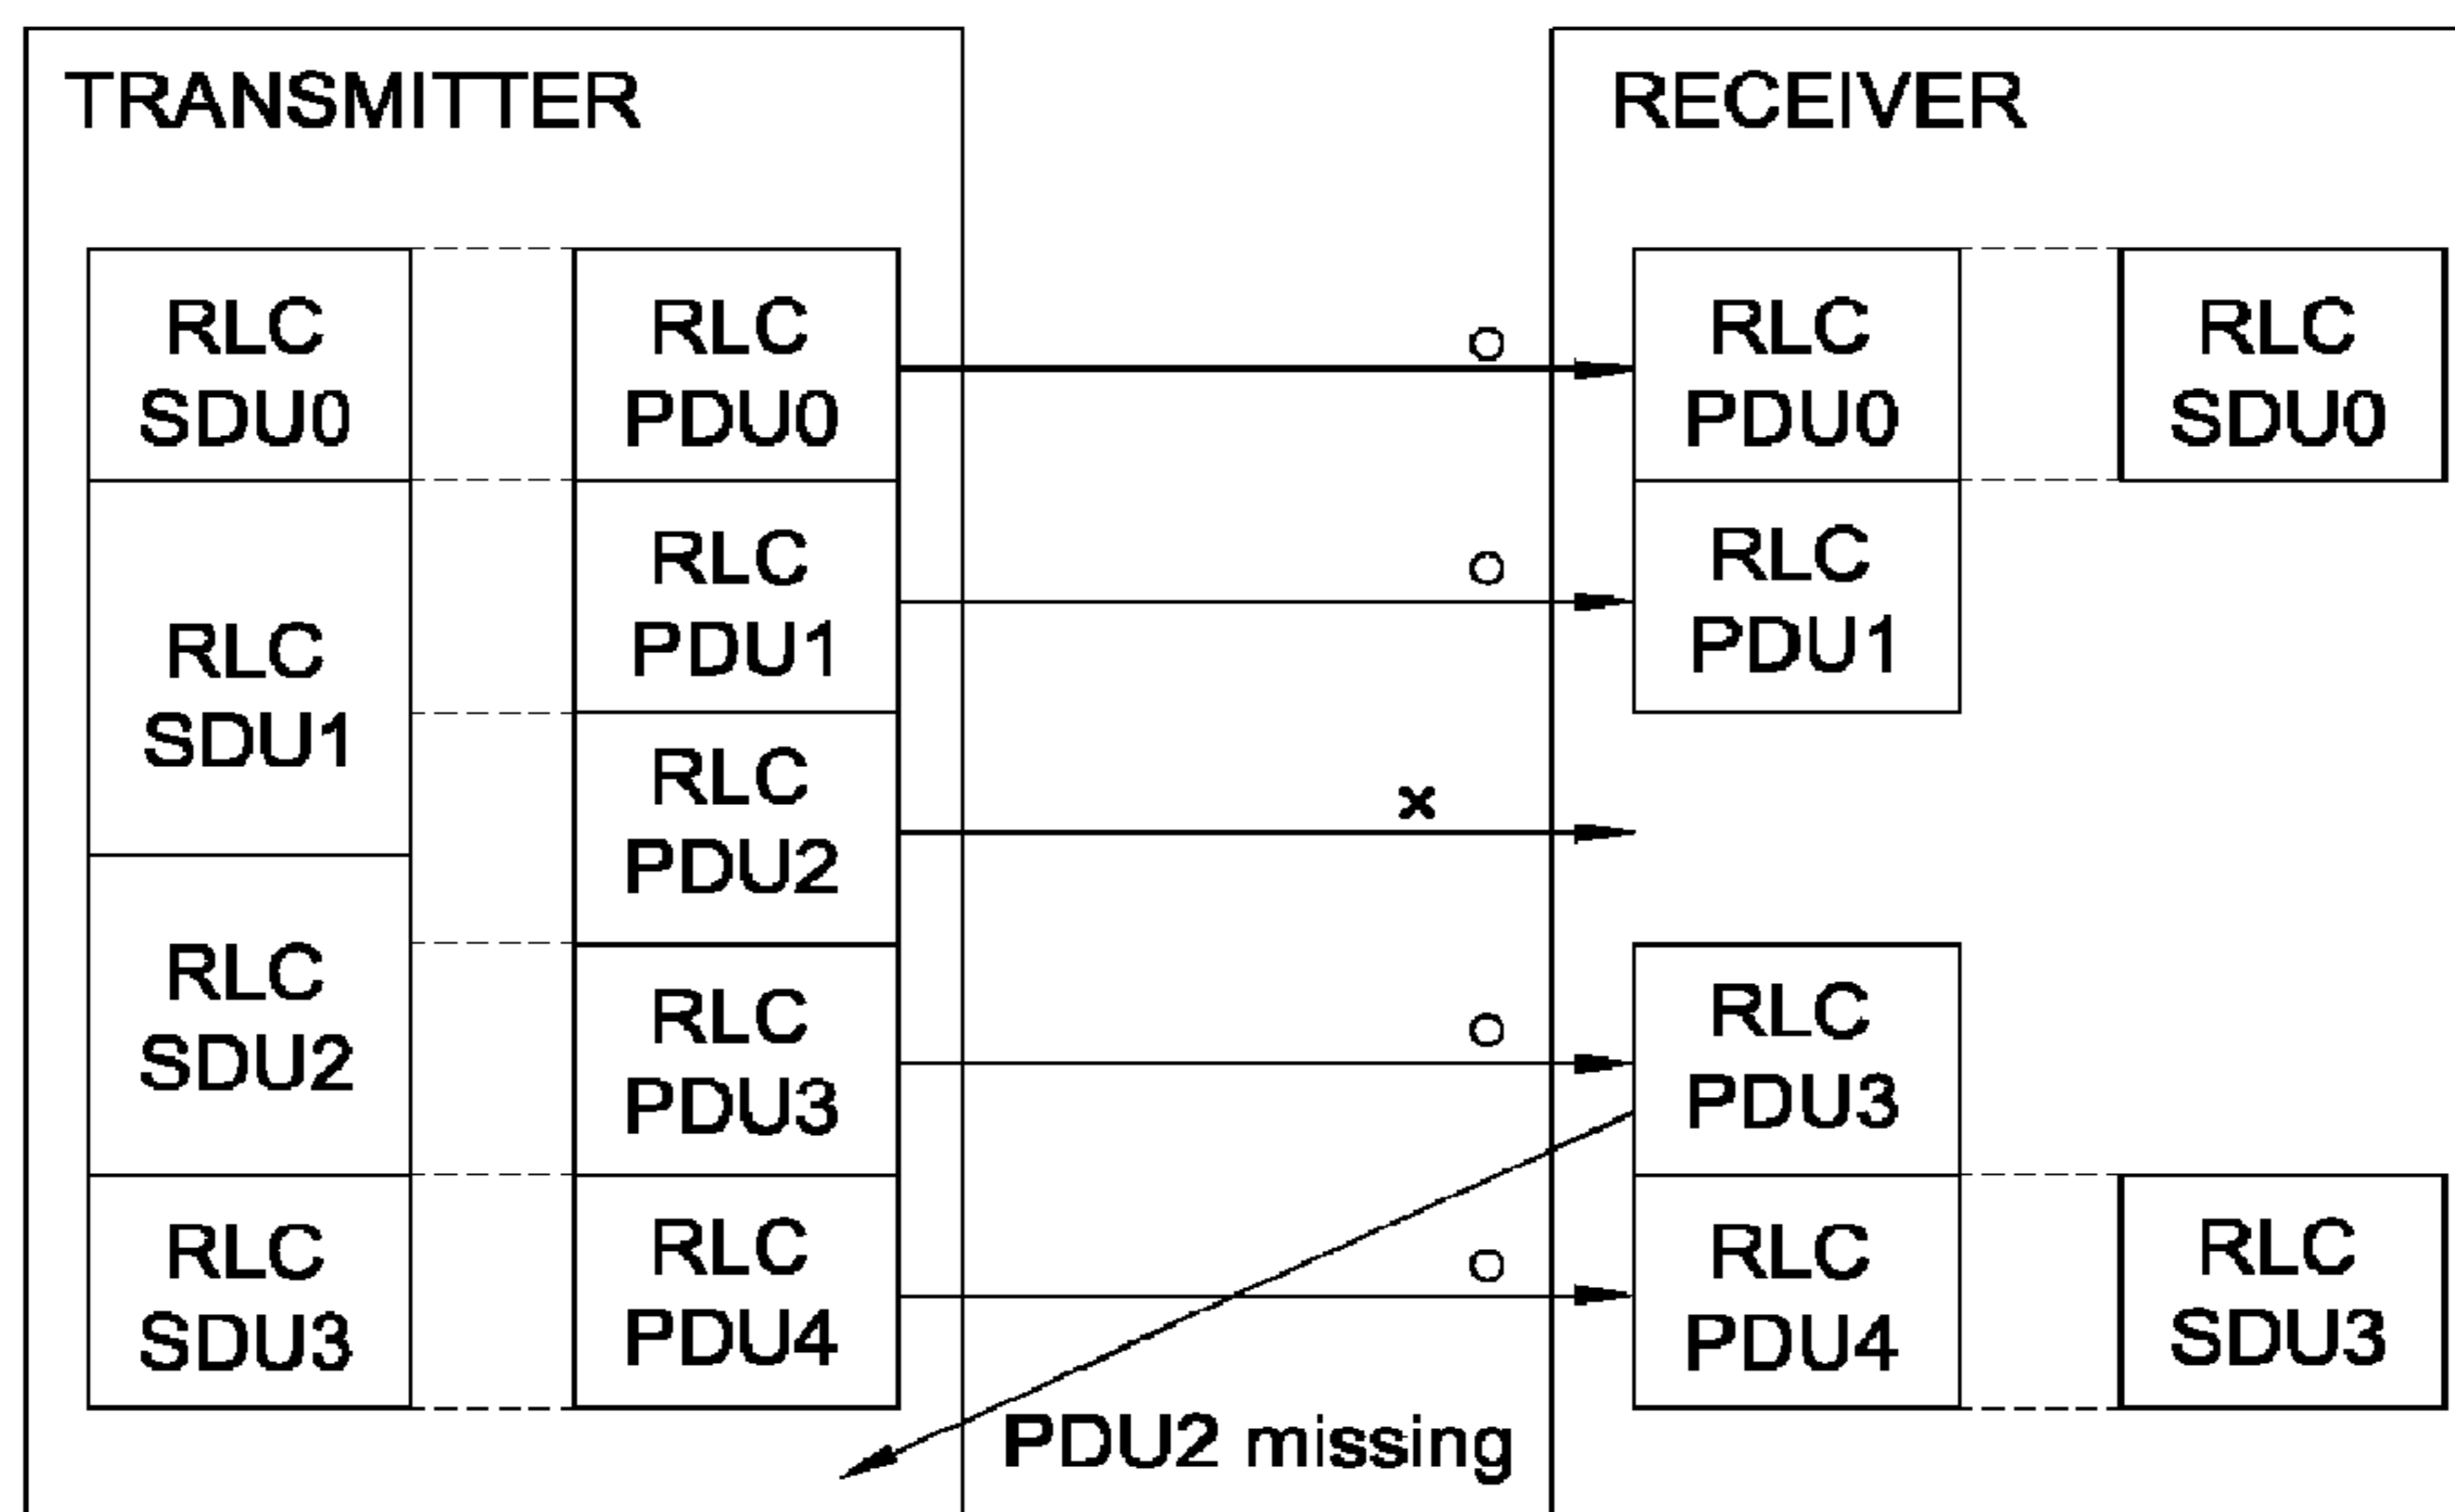 TRANSMITTER
RLC
SDU0
RLC
SDU1
RLC
SDU2
RLC
SDU3
RLC
PDU0
RLC
PDU1
RLC
PDU2
RLC
PDU3
RLC
PDU4
x
PDU2 missing
RECEIVER
RLC
PDU0
RLC
PDU1
RLC
PDU3
RLC
PDU4
RLC
SDU0
RLC
SDU3